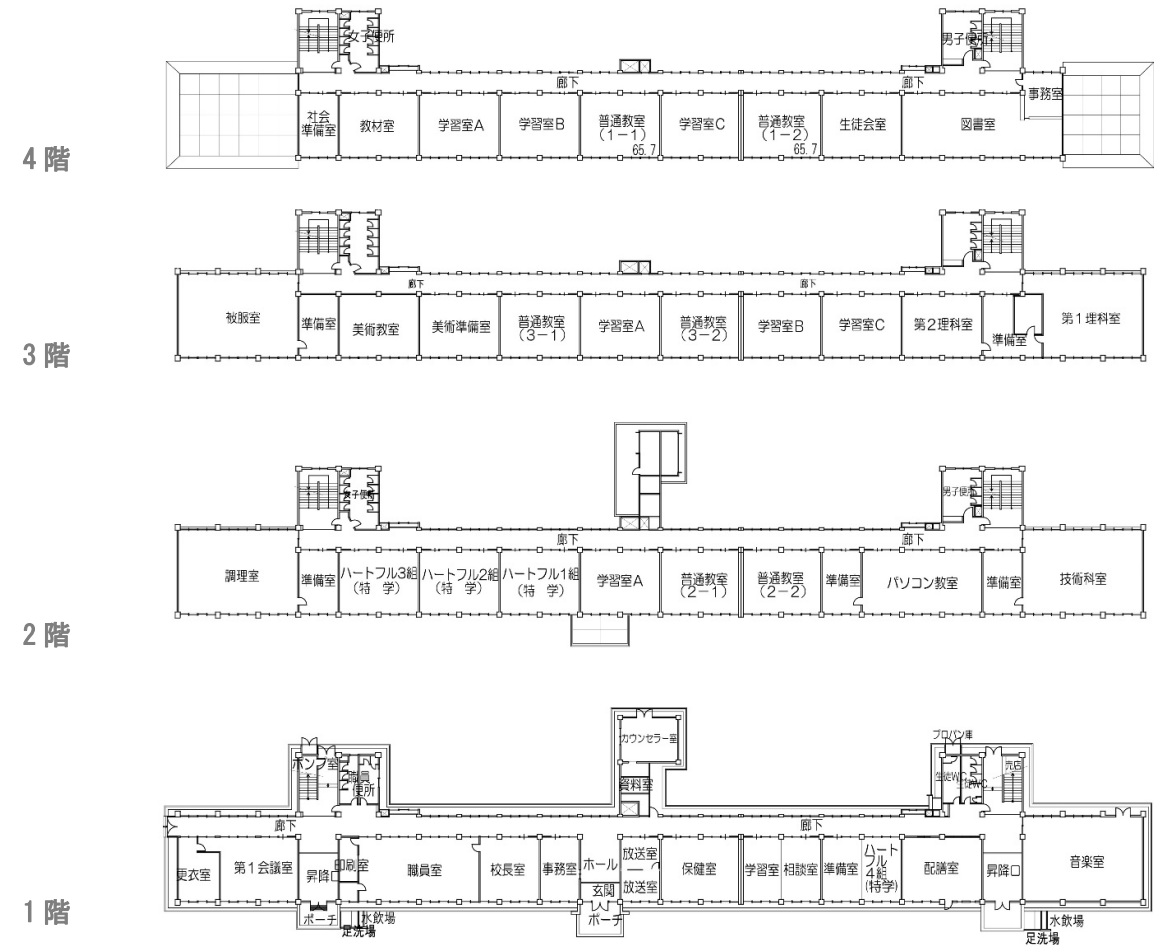 女子便所
男子便所
廊下
廊下
事務室
社会
準備室
教材室
学習室A
学習室B
普通教室
(1-1)
65.7
学習室C
普通教室
(1-2)
65.7
生徒会室
図書室
4階
廊下
廊下
被服室
準備室
美術教室
美術準備室
普通教室
(3-1)
学習室A
普通教室
(3-2)
学習室B
学習室C
第2理科室
準備室
第1理科室
3階
女子便所
男子便所
廊下
廊下
調理室
準備室
ハートフル3組
(特 学)
ハートフル2組
(特 学)
ハートフル1組
(特 学)
学習室A
普通教室
(2-1)
普通教室
(2-2)
準備室
パソコン教室
準備室
技術科室
2階
カウンセラー室
プロパン庫
ポンプ室
職員
便所
資料室
生徒WC
生徒WC
売店
廊下
廊下
更衣室
第1会議室
昇降口
印刷室
職員室
校長室
事務室
ホール
玄関
放送室
放送室
保健室
学習室
相談室
準備室
ハート
フル
4組
(特学)
配膳室
昇降口
音楽室
ポーチ
水飲場
足洗場
ポーチ
水飲場
足洗場
1階